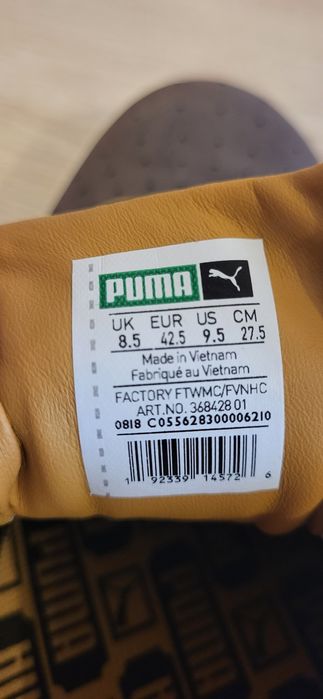 PUMA
UK EUR US CM
8.5 42.5 9.5 27.5
Made in Vietnam
Fabriqué au Vietnam
FACTORY FTWMC/FVNHC
ART.NO. 368428 01
0818 C055628300006210
1 92339 14572 6
PUMA